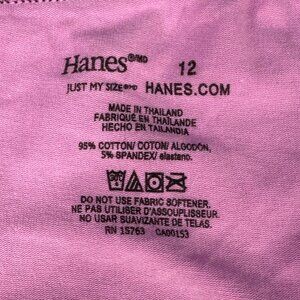 Hanes®/MD 12
JUST MY SIZE®MD HANES.COM
MADE IN THAILAND
FABRIQUÉ EN THAÏLANDE
HECHO EN TAILANDIA
95% COTTON/ COTON/ ALGODÓN,
5% SPANDEX/ elastano.
DO NOT USE FABRIC SOFTENER.
NE PAS UTILISER D'ASSOUPLISSEUR.
NO USAR SUAVIZANTE DE TELAS.
RN 15763 CA00153